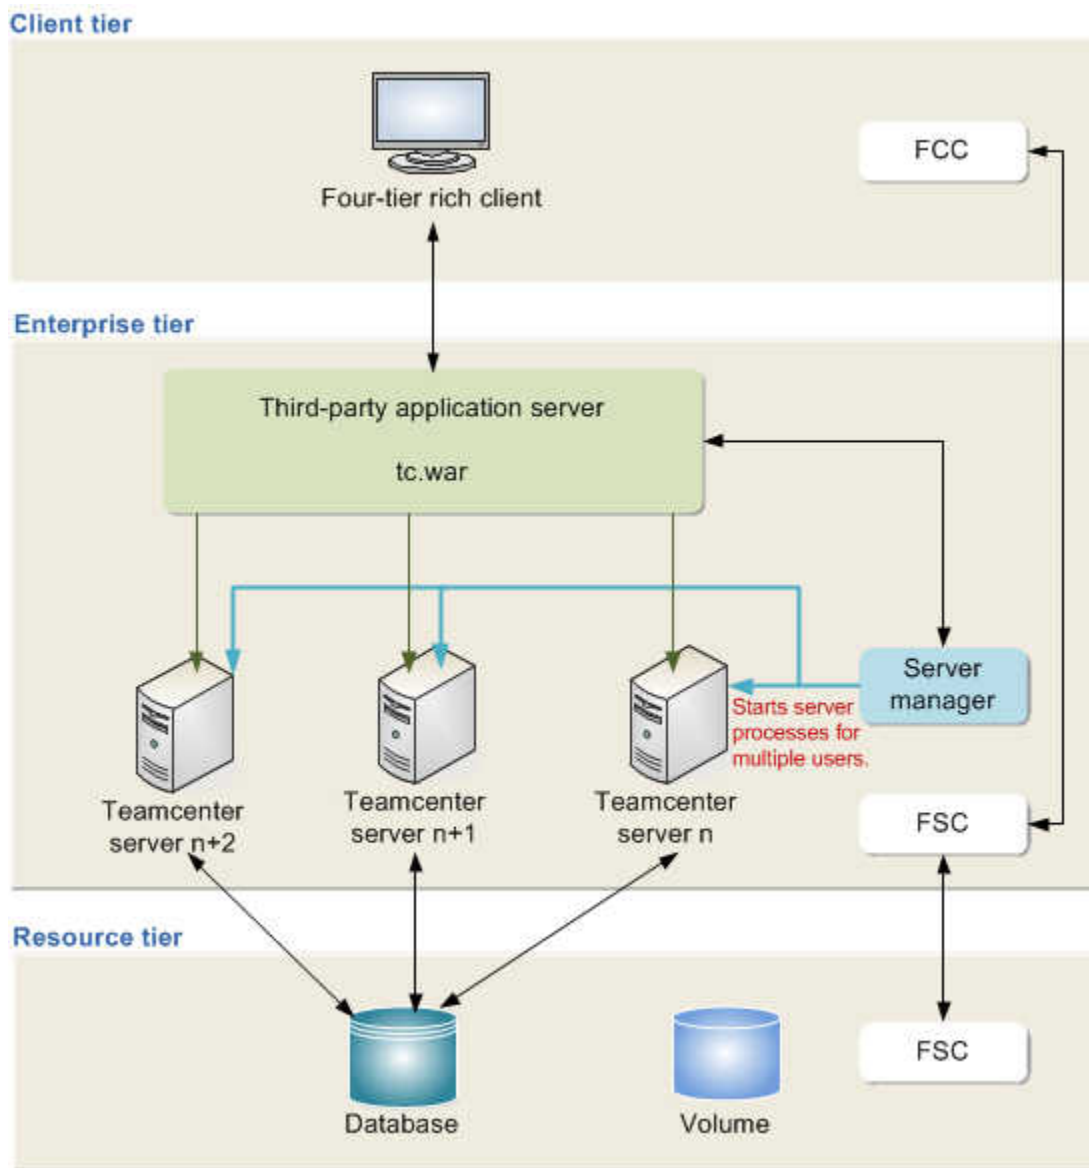 Client tier
FCC
Four-tier rich client
Enterprise tier
Third-party application server
tc.war
Server
manager
Starts server
processes for
multiple users.
Teamcenter
server n+2
Teamcenter
server n+1
Teamcenter
server n
FSC
Resource tier
FSC
Database
Volume